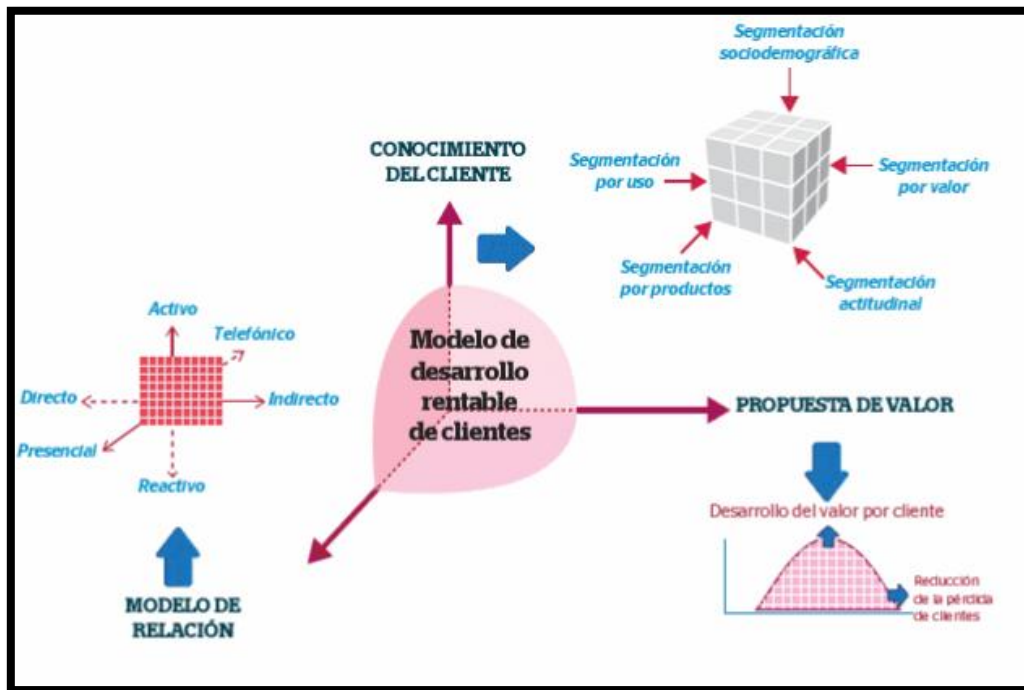 Segmentación
sociodemográfica
CONOCIMIENTO
DEL CLIENTE
Segmentación
por uso
Segmentación
por valor
Segmentación
por productos
Segmentación
actitudinal
Activo
Telefónico
Directo
Indirecto
Presencial
Reactivo
MODELO DE
RELACIÓN
Modelo de
desarrollo
rentable
de clientes
PROPUESTA DE VALOR
Desarrollo del valor por cliente
Reducción
de la pérdida
de clientes